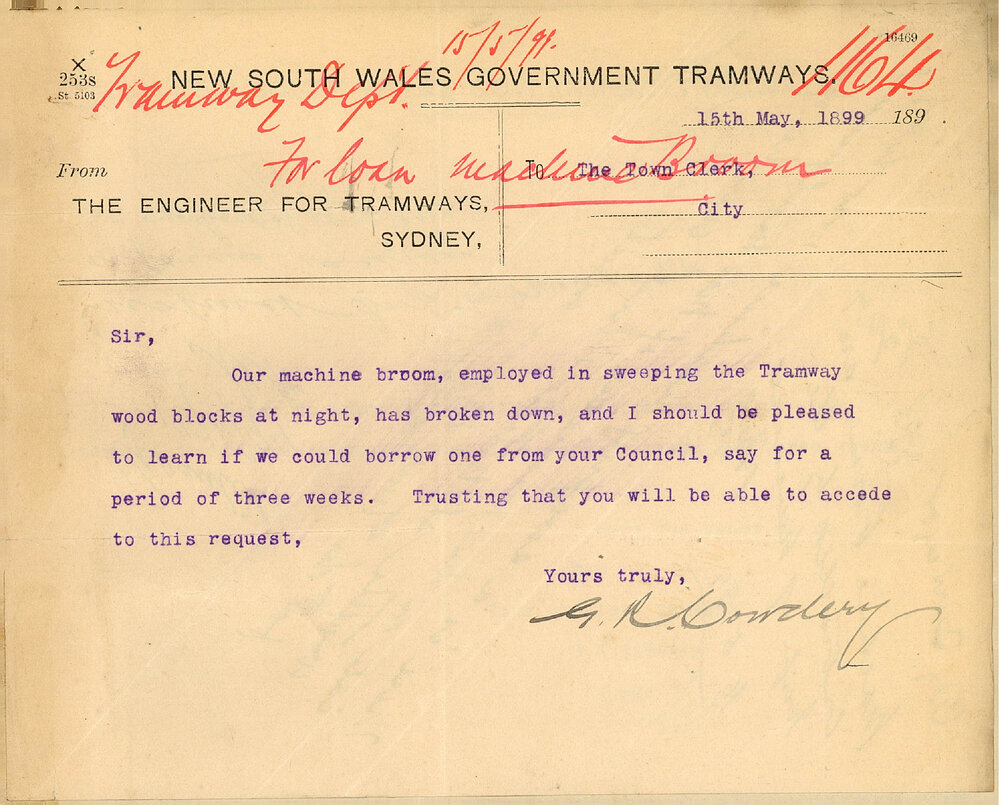 15/5/99.
16469
X
253s
St. 5103
Tramway Dept.
NEW SOUTH WALES GOVERNMENT TRAMWAYS.
1164
15th May, 1899 189 .
For loan machine Broom
From
To The Town Clerk,
THE ENGINEER FOR TRAMWAYS,
City
SYDNEY,
Sir,
Our machine broom, employed in sweeping the Tramway
wood blocks at night, has broken down, and I should be pleased
to learn if we could borrow one from your Council, say for a
period of three weeks. Trusting that you will be able to accede
to this request,
Yours truly,
G. R. Cowdery